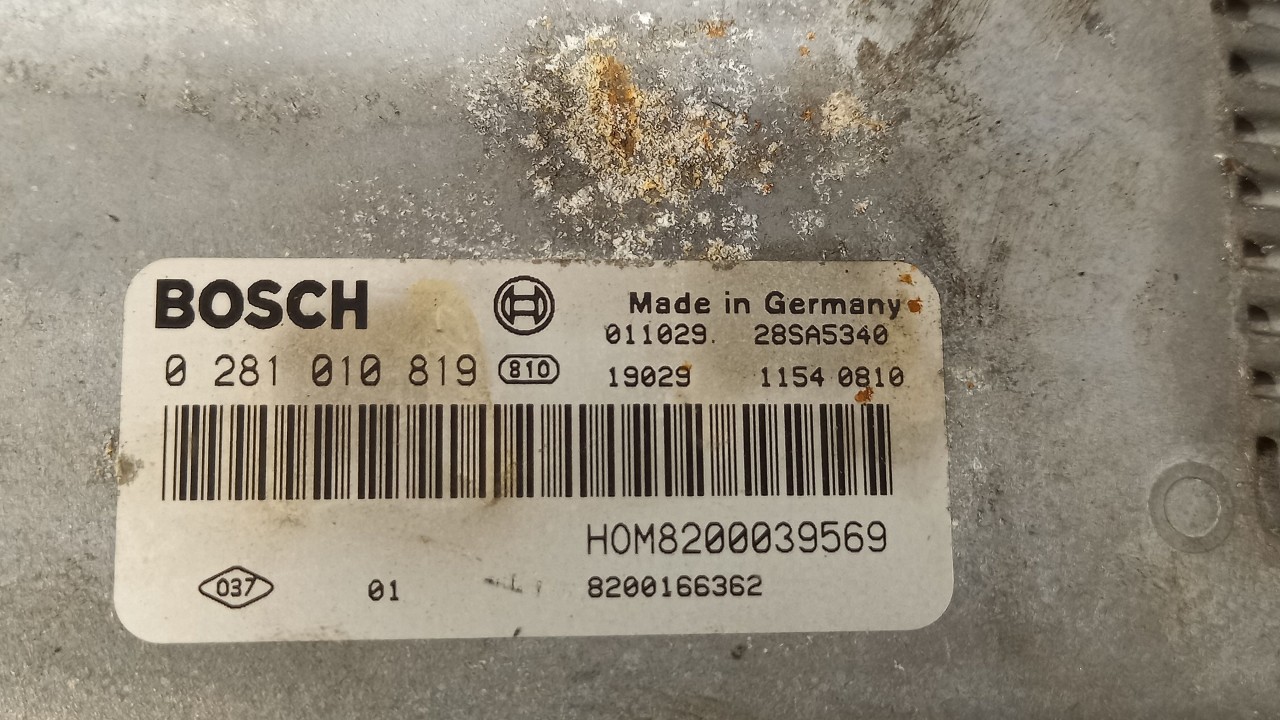 BOSCH
Made in Germany
011029. 28SA5340
0 281 010 819 810
19029 1154 0810
HOM8200039569
037 01 8200166362